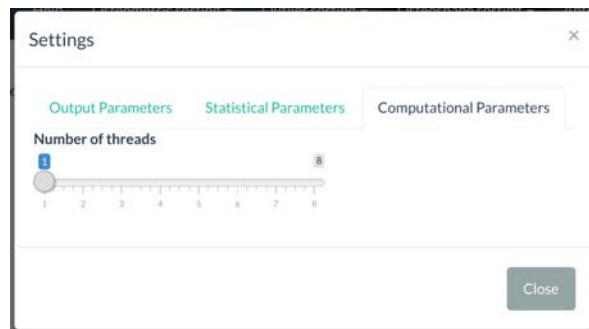 Settings
×
Output Parameters Statistical Parameters Computational Parameters
Number of threads
1 8
1 2 3 4 5 6 7 8
Close